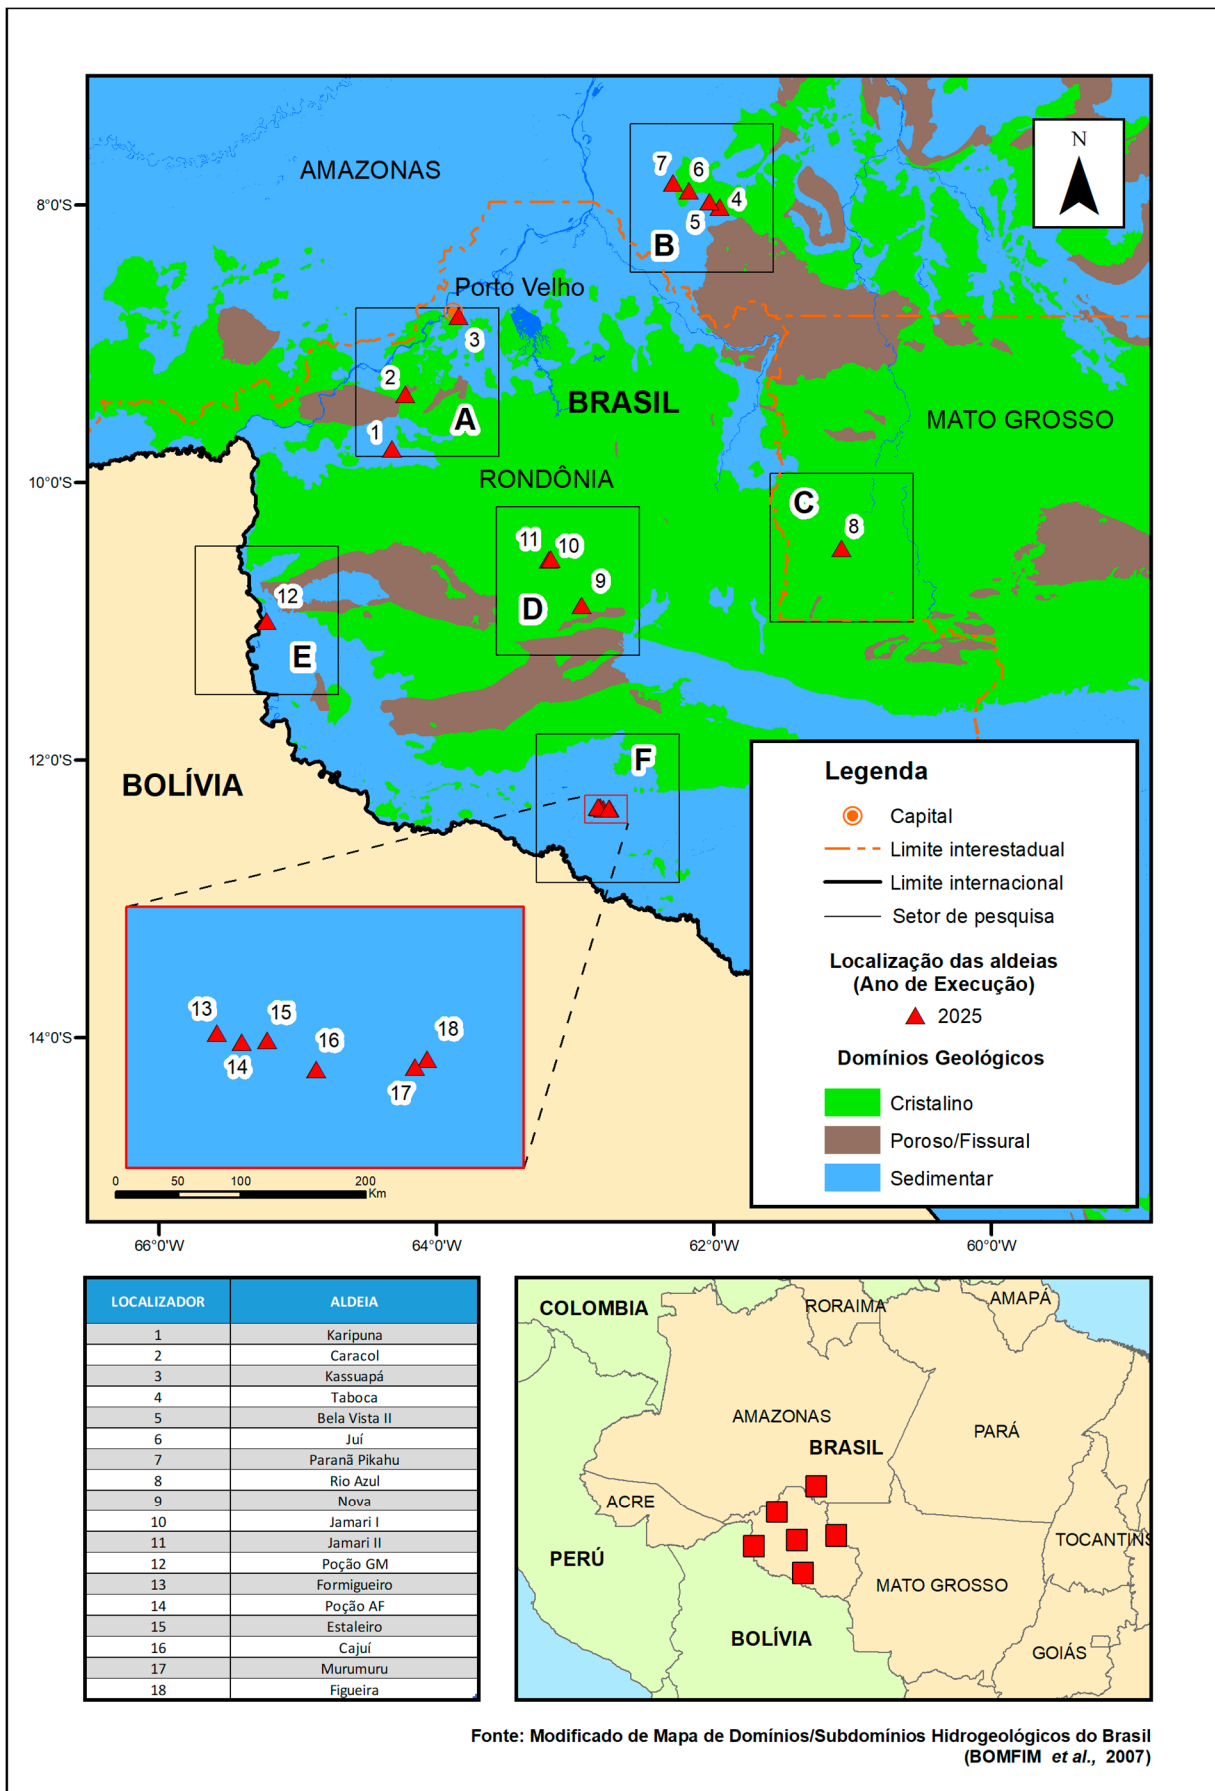 AMAZONAS
N
7
6
4
5
B
8°0'S
Porto Velho
3
2
A
1
BRASIL
MATO GROSSO
10°0'S
RONDÔNIA
C
8
11
10
9
D
12
E
12°0'S
BOLÍVIA
F
Legenda
Capital
Limite interestadual
Limite internacional
Setor de pesquisa
Localização das aldeias
(Ano de Execução)
2025
Domínios Geológicos
Cristalino
Poroso/Fissural
Sedimentar
13
15
14
16
18
17
14°0'S
0 50 100 200
Km
66°0'W 64°0'W 62°0'W 60°0'W
LOCALIZADOR ALDEIA
1 Karipuna
2 Caracol
3 Kassuapá
4 Taboca
5 Bela Vista II
6 Juí
7 Paranã Pikahu
8 Rio Azul
9 Nova
10 Jamari I
11 Jamari II
12 Poção GM
13 Formigueiro
14 Poção AF
15 Estaleiro
16 Cajuí
17 Murumuru
18 Figueira
COLOMBIA
RORAIMA
AMAPÁ
AMAZONAS
BRASIL
PARÁ
ACRE
TOCANTINS
PERÚ
MATO GROSSO
BOLÍVIA
GOIÁS
Fonte: Modificado de Mapa de Domínios/Subdomínios Hidrogeológicos do Brasil
(BOMFIM et al., 2007)